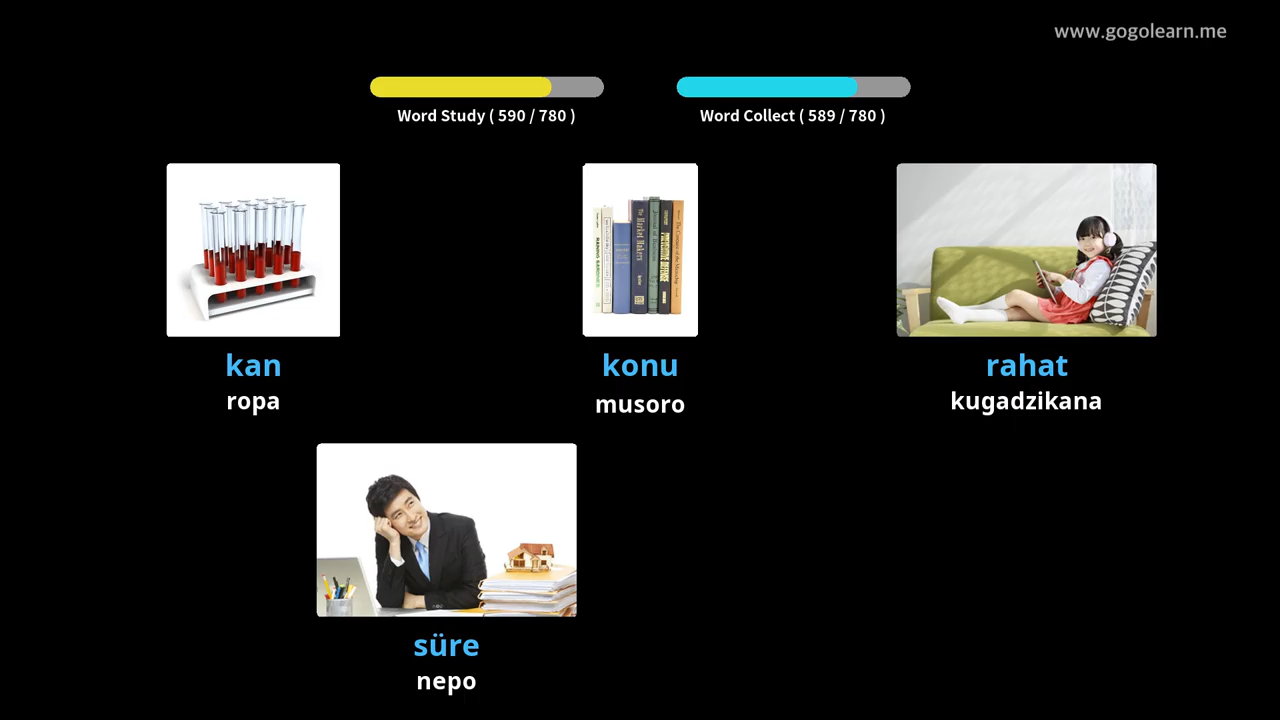 www.gogolearn.me
Word Study ( 590 / 780 )
Word Collect ( 589 / 780 )
kan
ropa
konu
musoro
rahat
kugadzikana
süre
nepo